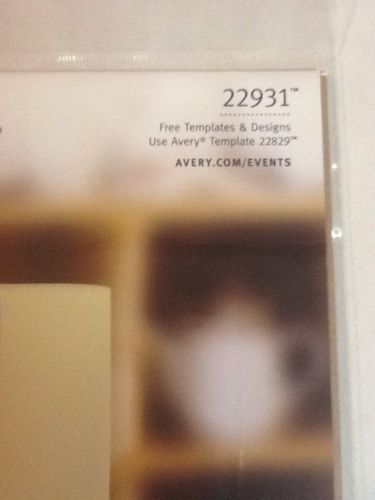 22931™
Free Templates & Designs
Use Avery® Template 22829™
AVERY.COM/EVENTS